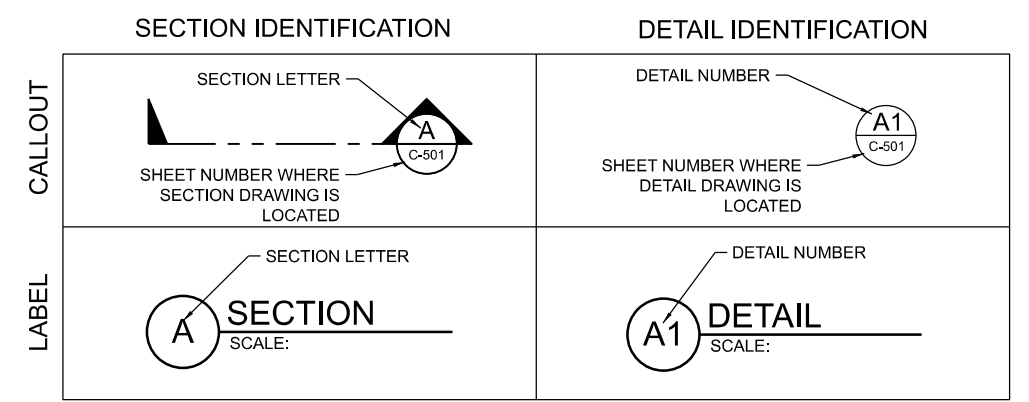 SECTION IDENTIFICATION
DETAIL IDENTIFICATION
CALLOUT
SECTION LETTER
A
C-501
SHEET NUMBER WHERE
SECTION DRAWING IS
LOCATED
DETAIL NUMBER
A1
C-501
SHEET NUMBER WHERE
DETAIL DRAWING IS
LOCATED
LABEL
SECTION LETTER
A
SECTION
SCALE:
DETAIL NUMBER
A1
DETAIL
SCALE: